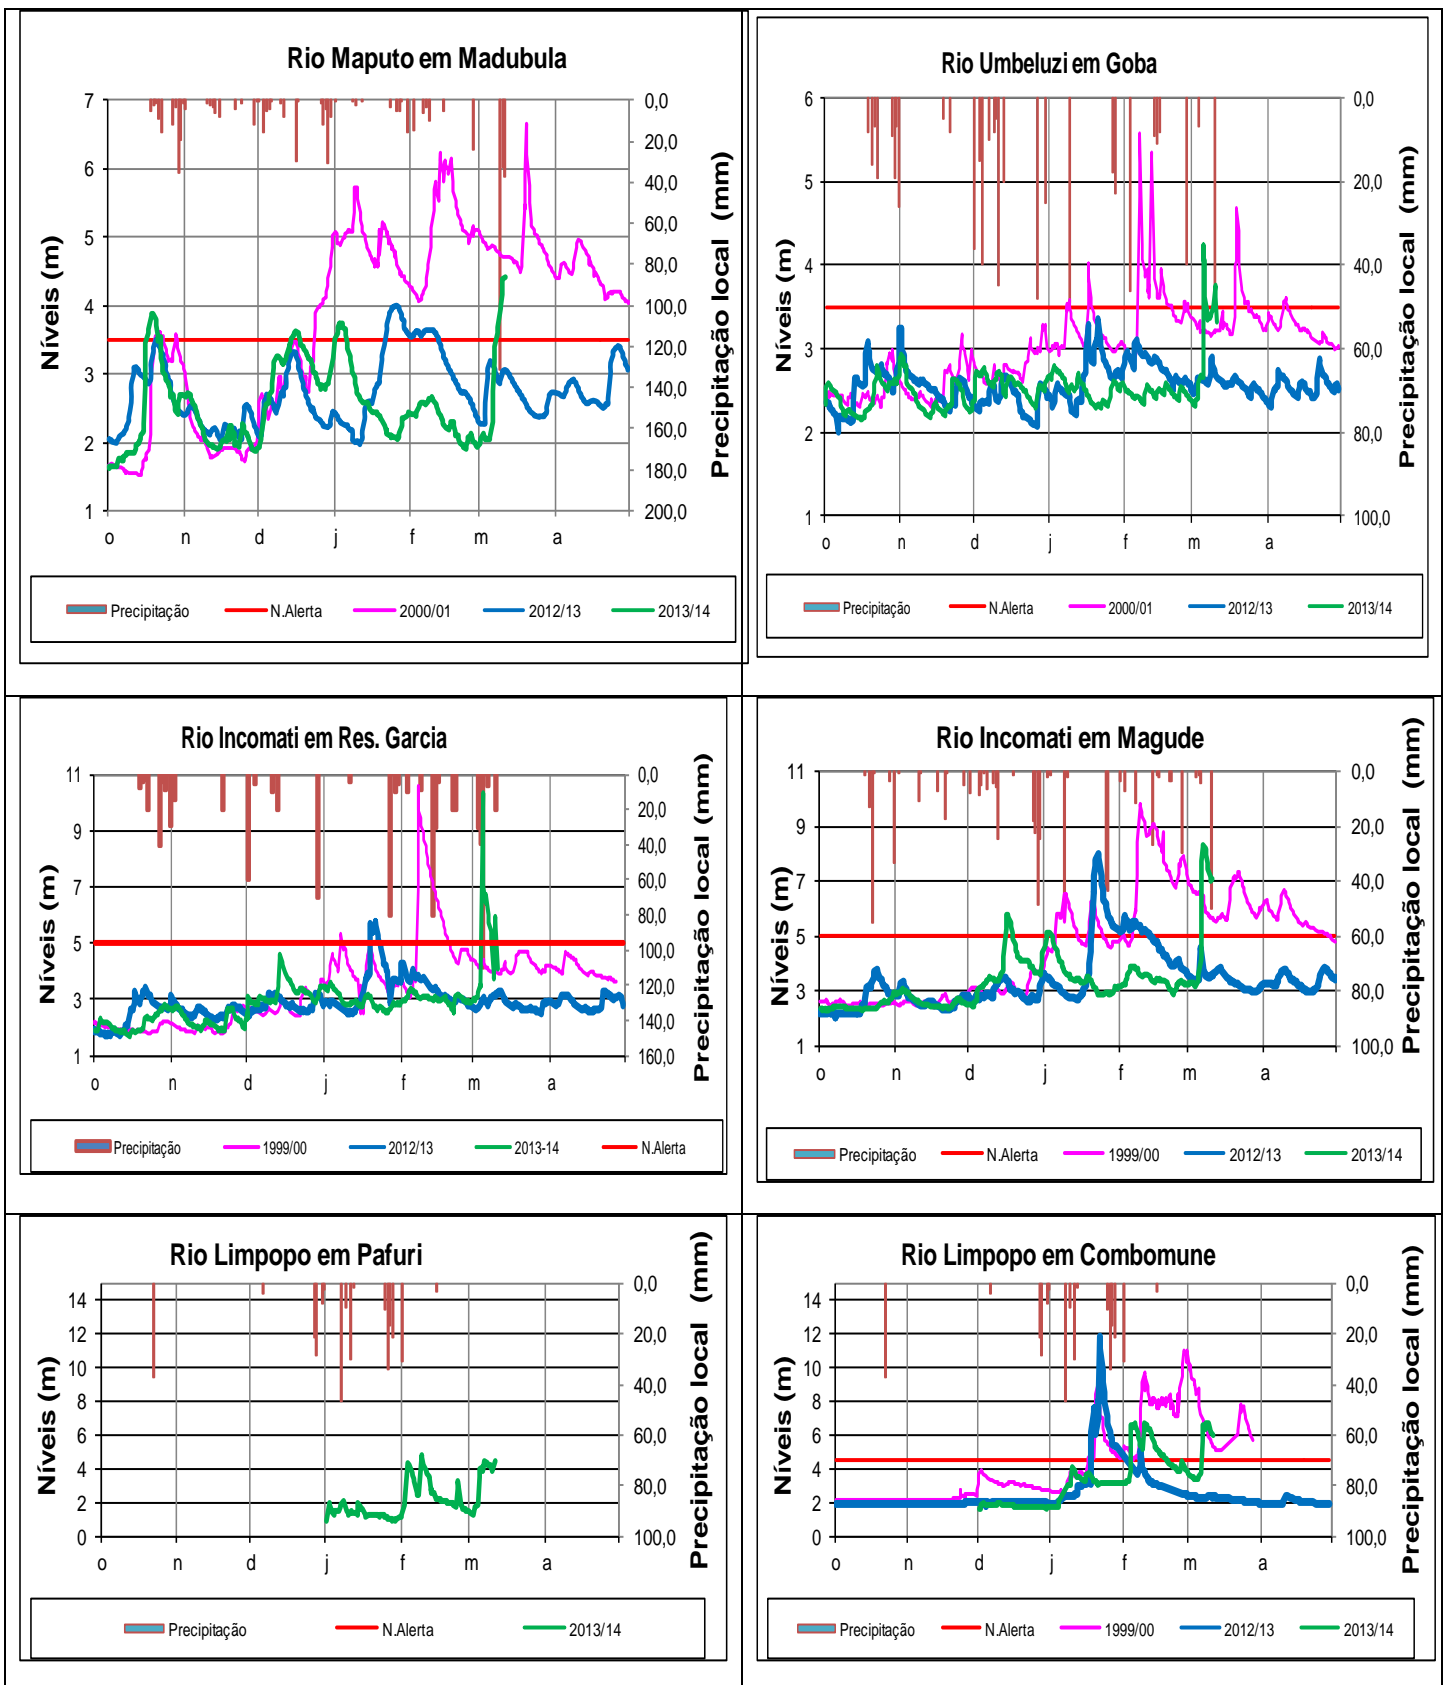 Rio Maputo em Madubula
7
6
5
4
3
2
1
0,0
20,0
40,0
60,0
80,0
100,0
120,0
140,0
160,0
180,0
200,0
Níveis (m)
Precipitação local (mm)
o n d j f m
Precipitação N.Alerta 2000/01 2012/13 2013/14
Rio Umbeluzi em Goba
6
5
4
3
2
1
0,0
20,0
40,0
60,0
80,0
100,0
Níveis (m)
Precipitação local (mm)
o n d j f m a
Precipitação N.Alerta 2000/01 2012/13 2013/14
Rio Incomati em Res. Garcia
11
9
7
5
3
1
0,0
20,0
40,0
60,0
80,0
100,0
120,0
140,0
160,0
Níveis (m)
Precipitação local (mm)
o n d j f m a
Precipitação 1999/00 2012/13 2013-14 N.Alerta
Rio Incomati em Magude
11
9
7
5
3
1
0,0
20,0
40,0
60,0
80,0
100,0
Níveis (m)
Precipitação local (mm)
o n d j f m a
Precipitação N.Alerta 1999/00 2012/13 2013/14
Rio Limpopo em Pafuri
14
12
10
8
6
4
2
0
0,0
20,0
40,0
60,0
80,0
100,0
Níveis (m)
Precipitação local (mm)
o n d j f m a
Precipitação N.Alerta 2013/14
Rio Limpopo em Combomune
14
12
10
8
6
4
2
0
0,0
20,0
40,0
60,0
80,0
100,0
Níveis (m)
Precipitação local (mm)
o n d j f m a
Precipitação N.Alerta 1999/00 2012/13 2013/14